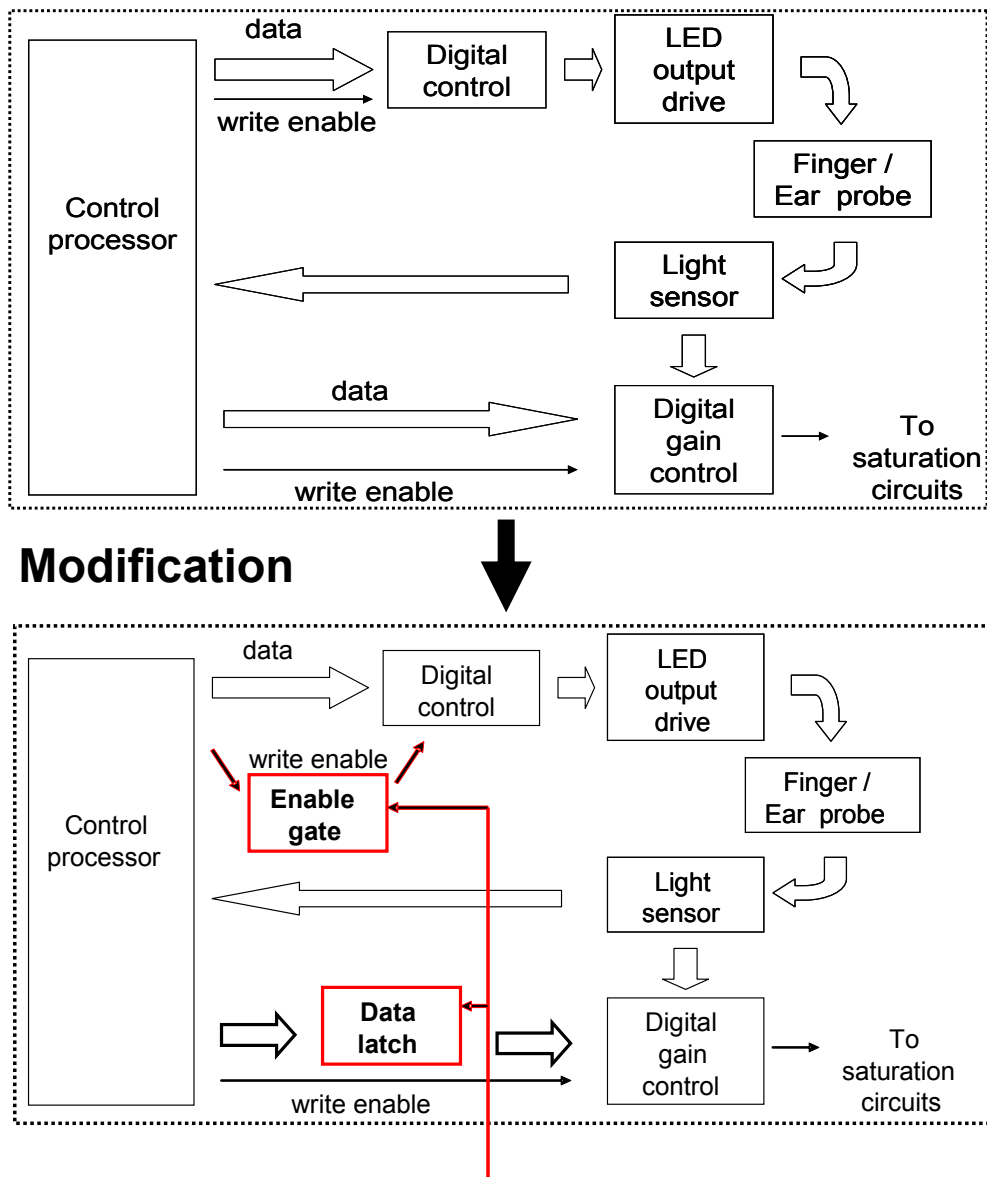 data
Digital
control
LED
output
drive
write enable
Finger /
Ear probe
Control
processor
Light
sensor
data
Digital
gain
control
To
saturation
circuits
write enable
Modification
data
Digital
control
LED
output
drive
write enable
Enable
gate
Finger /
Ear probe
Control
processor
Light
sensor
Data
latch
Digital
gain
control
To
saturation
circuits
write enable